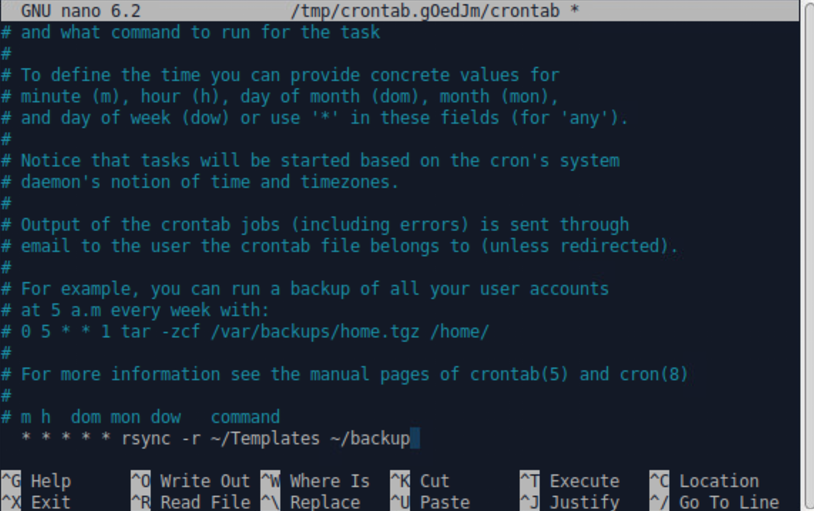 GNU nano 6.2 /tmp/crontab.gOedJm/crontab *
# and what command to run for the task
#
# To define the time you can provide concrete values for
# minute (m), hour (h), day of month (dom), month (mon),
# and day of week (dow) or use '*' in these fields (for 'any').
#
# Notice that tasks will be started based on the cron's system
# daemon's notion of time and timezones.
#
# Output of the crontab jobs (including errors) is sent through
# email to the user the crontab file belongs to (unless redirected).
#
# For example, you can run a backup of all your user accounts
# at 5 a.m every week with:
# 0 5 * * 1 tar -zcf /var/backups/home.tgz /home/
#
# For more information see the manual pages of crontab(5) and cron(8)
#
# m h  dom mon dow   command
* * * * * rsync -r ~/Templates ~/backup
^G Help ^O Write Out ^W Where Is ^K Cut ^T Execute ^C Location
^X Exit ^R Read File ^\ Replace ^U Paste ^J Justify ^/ Go To Line